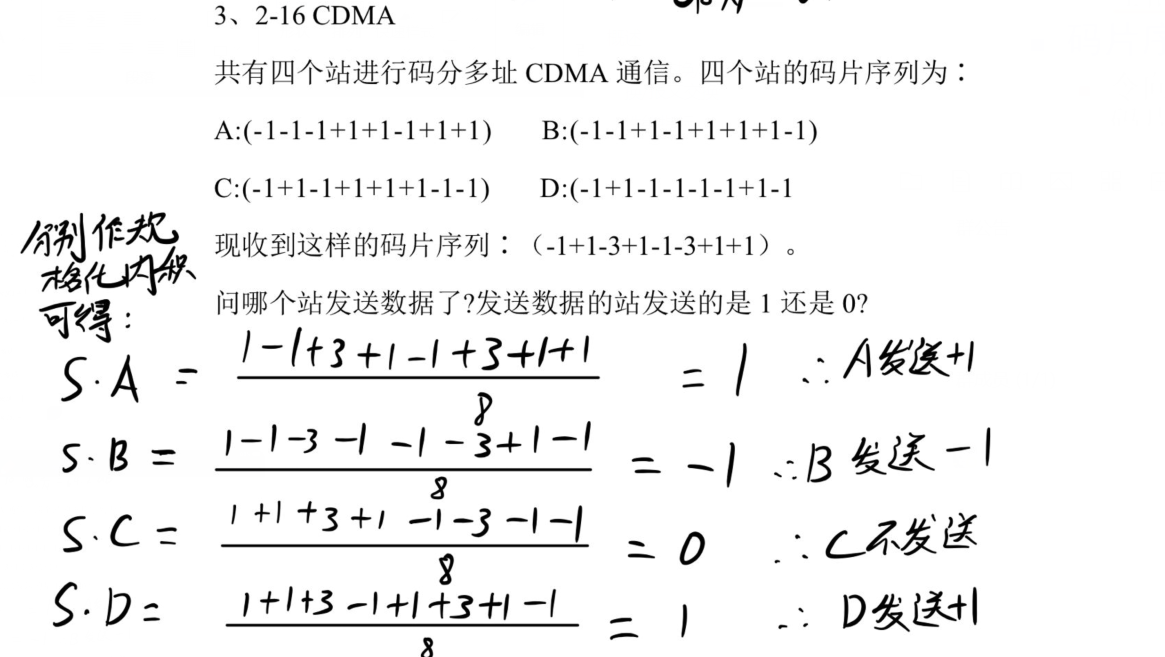 3、2-16 CDMA
共有四个站进行码分多址 CDMA 通信。四个站的码片序列为：
A:(-1-1-1+1+1-1+1+1) B:(-1-1+1-1+1+1+1-1)
C:(-1+1-1+1+1+1-1-1) D:(-1+1-1-1-1-1+1-1
现收到这样的码片序列：（-1+1-3+1-1-3+1+1）。
问哪个站发送数据了?发送数据的站发送的是 1 还是 0?
分别作规
格化内积
可得：
S·A = 1-1+3+1-1+3+1+1 / 8 = 1 ∴A发送+1
S·B = 1-1-3-1-1-3+1-1 / 8 = -1 ∴B发送-1
S·C = 1+1+3+1-1-3-1-1 / 8 = 0 ∴C不发送
S·D = 1+1+3-1+1+3+1-1 / 8 = 1 ∴D发送+1